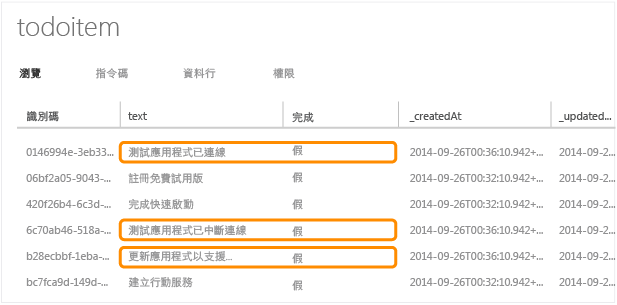 todoitem
瀏覽 指令碼 資料行 權限
識別碼 text 完成 _createdAt _updated...
0146994e-3eb33... 測試應用程式已連線 假 2014-09-26T00:36:10.942+... 2014-09-2...
06bf2a05-9043-... 註冊免費試用版 假 2014-09-26T00:32:10.942+... 2014-09-2...
420f26b4-6c3d-... 完成快速啟動 假 2014-09-26T00:32:10.942+... 2014-09-2...
6c70ab46-518a-... 測試應用程式已中斷連線 假 2014-09-26T00:36:10.942+... 2014-09-2...
b28ecbbf-1eba-... 更新應用程式以支援... 假 2014-09-26T00:36:10.942+... 2014-09-2...
bc7fca9d-149d-... 建立行動服務 假 2014-09-26T00:32:10.942+... 2014-09-2...